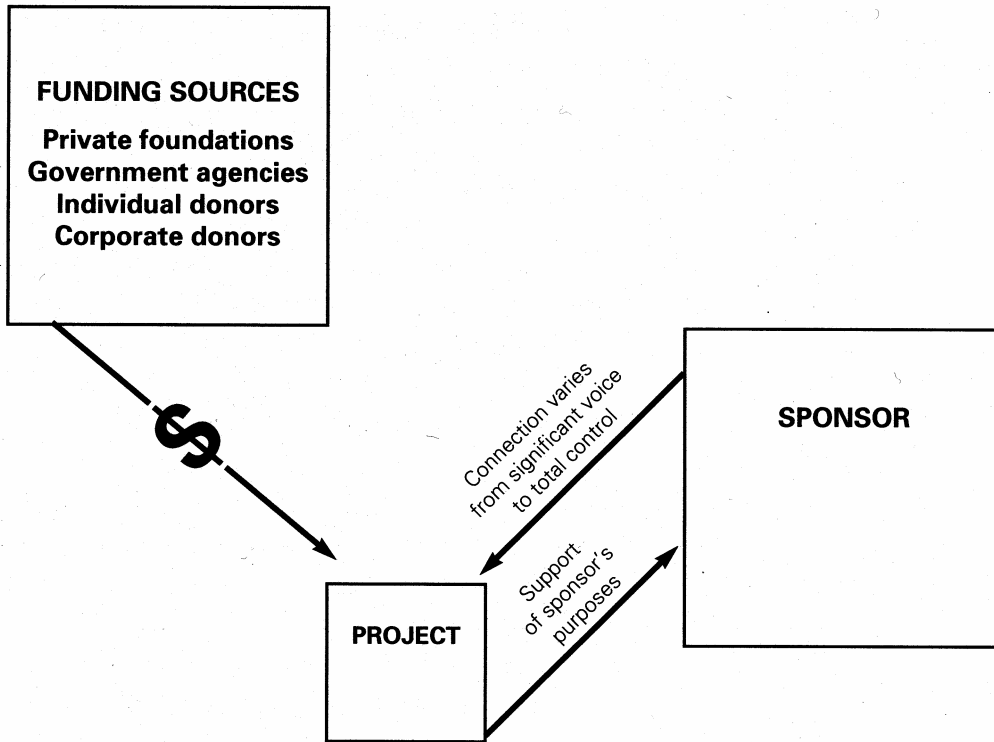 FUNDING SOURCES
Private foundations
Government agencies
Individual donors
Corporate donors
$
Connection varies
from significant voice
to total control
SPONSOR
Support
of sponsor's
purposes
PROJECT